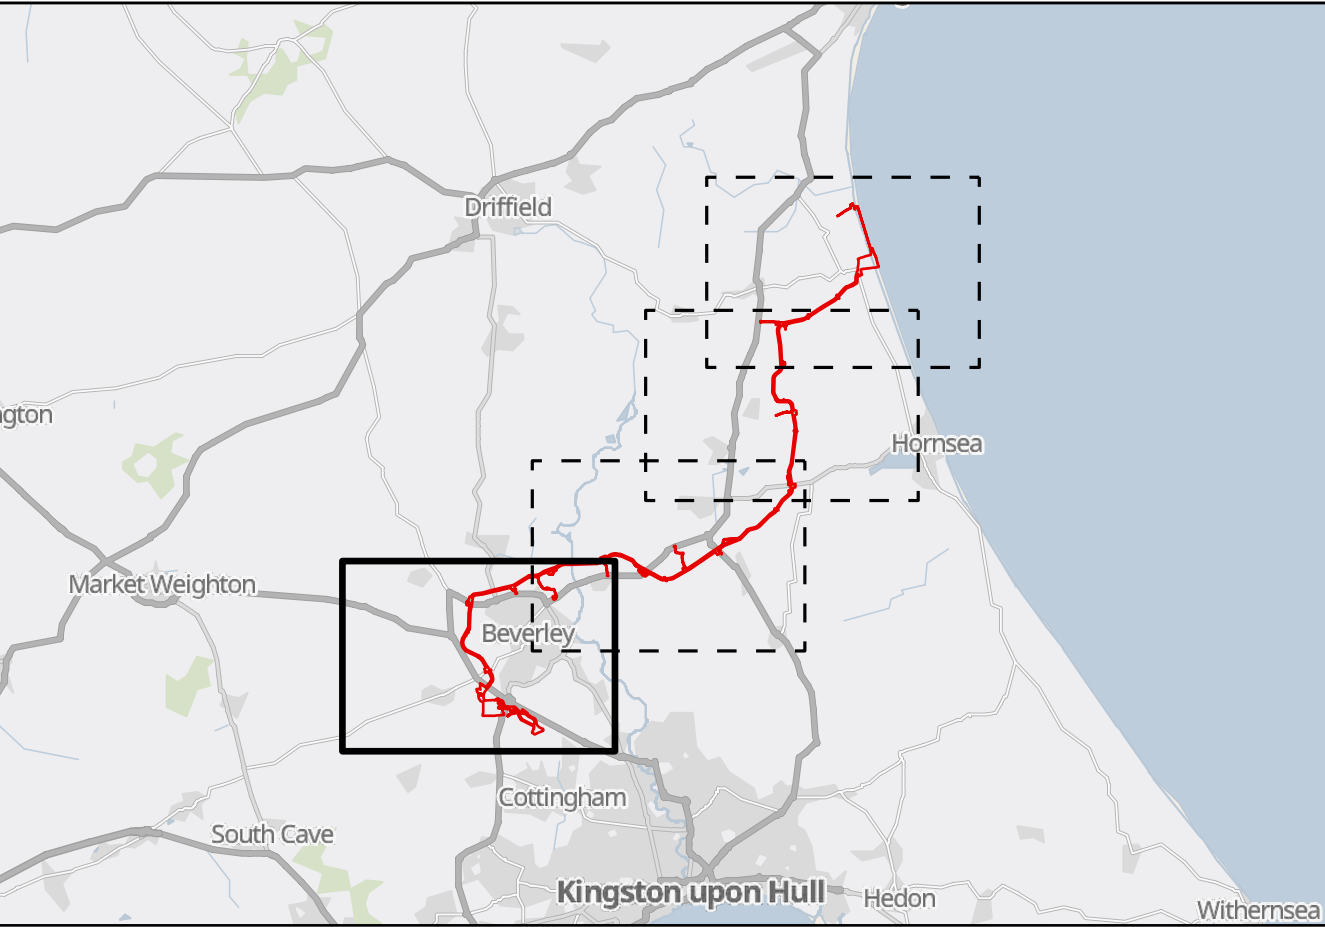 Driffield
gton
Hornsea
Market Weighton
Beverley
Cottingham
South Cave
Kingston upon Hull
Hedon
Withernsea